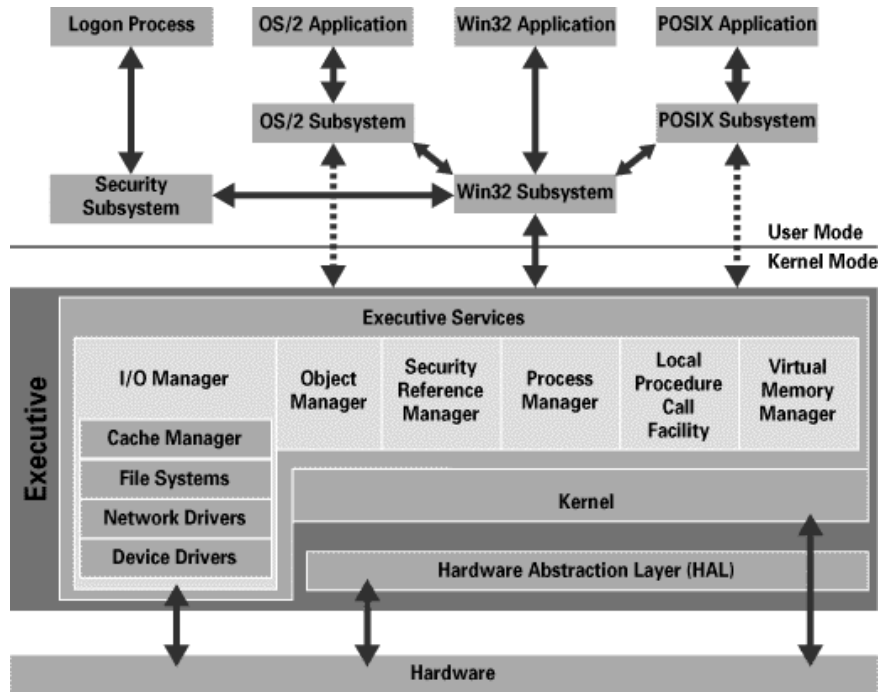 Logon Process
OS/2 Application
Win32 Application
POSIX Application
OS/2 Subsystem
POSIX Subsystem
Security
Subsystem
Win32 Subsystem
User Mode
Kernel Mode
Executive
Executive Services
I/O Manager
Cache Manager
File Systems
Network Drivers
Device Drivers
Object
Manager
Security
Reference
Manager
Process
Manager
Local
Procedure
Call
Facility
Virtual
Memory
Manager
Kernel
Hardware Abstraction Layer (HAL)
Hardware